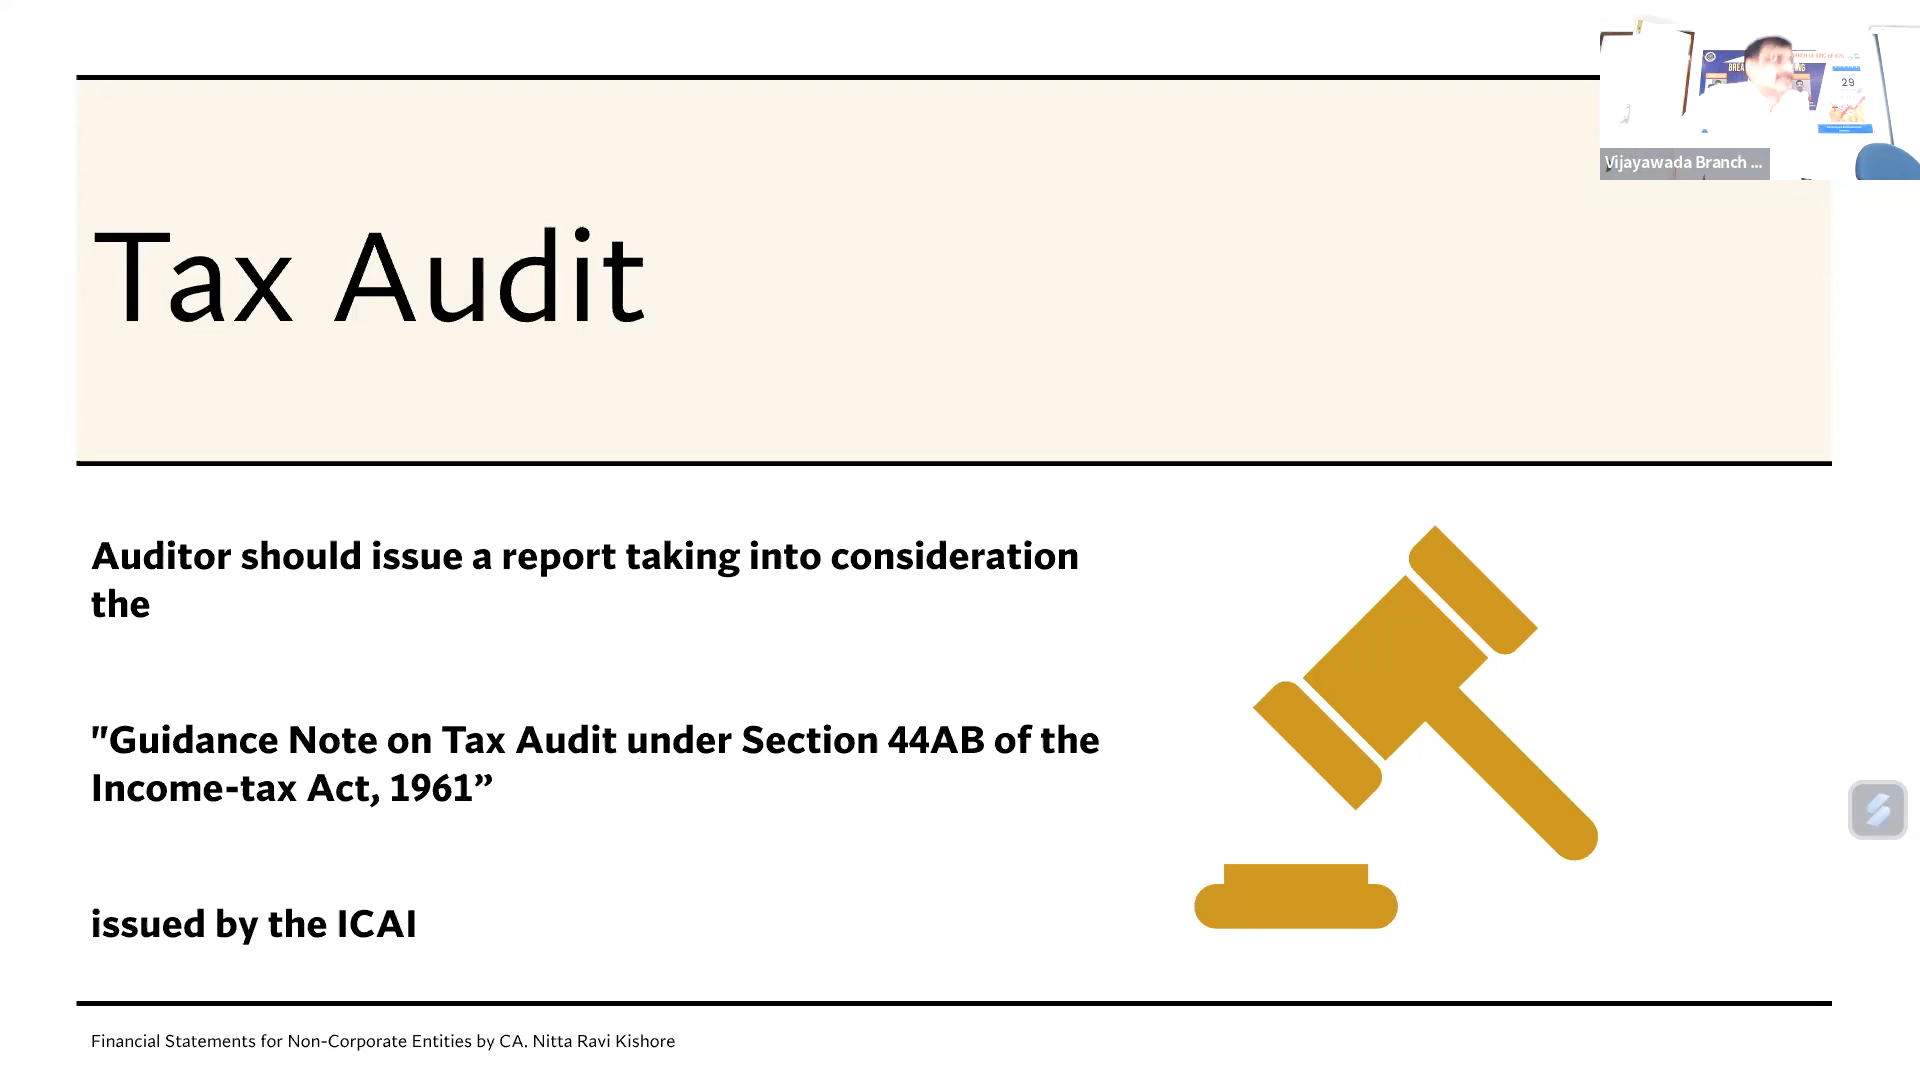 Tax Audit
Auditor should issue a report taking into consideration
the
"Guidance Note on Tax Audit under Section 44AB of the
Income-tax Act, 1961”
issued by the ICAI
Financial Statements for Non-Corporate Entities by CA. Nitta Ravi Kishore
29
Vijayawada Branch ...